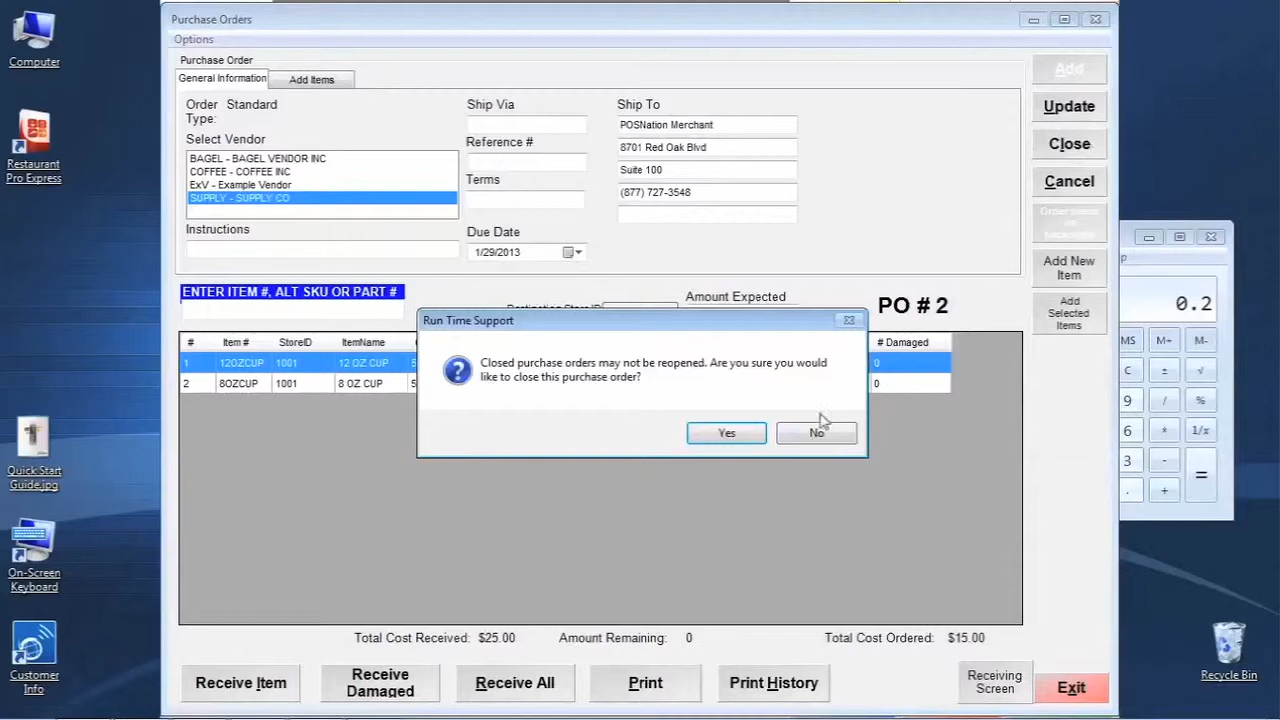 Purchase Orders
Options
Purchase Order
General Information
Add Items
Order Type: Standard
Select Vendor
BAGEL - BAGEL VENDOR INC
COFFEE - COFFEE INC
ExV - Example Vendor
SUPPLY - SUPPLY CO
Instructions
Ship Via
Reference #
Terms
Due Date
1/29/2013
Ship To
POSNation Merchant
8701 Red Oak Blvd
Suite 100
(877) 727-3548
Add
Update
Close
Cancel
Add New
Item
Add
Selected
Items
ENTER ITEM #, ALT SKU OR PART #
Amount Expected
PO # 2
# Item # StoreID ItemName # Damaged
1 12OZCUP 1001 12 OZ CUP 5 0
2 8OZCUP 1001 8 OZ CUP 5 0
Run Time Support
Closed purchase orders may not be reopened. Are you sure you would
like to close this purchase order?
Yes
No
Total Cost Received: $25.00
Amount Remaining: 0
Total Cost Ordered: $15.00
Receive Item
Receive
Damaged
Receive All
Print
Print History
Receiving
Screen
Exit
Computer
Restaurant
Pro Express
Quick Start
Guide.jpg
On-Screen
Keyboard
Customer
Info
Recycle Bin
0.2
MS M+ M-
C ± √
9 / %
6 * 1/x
3 - =
. +